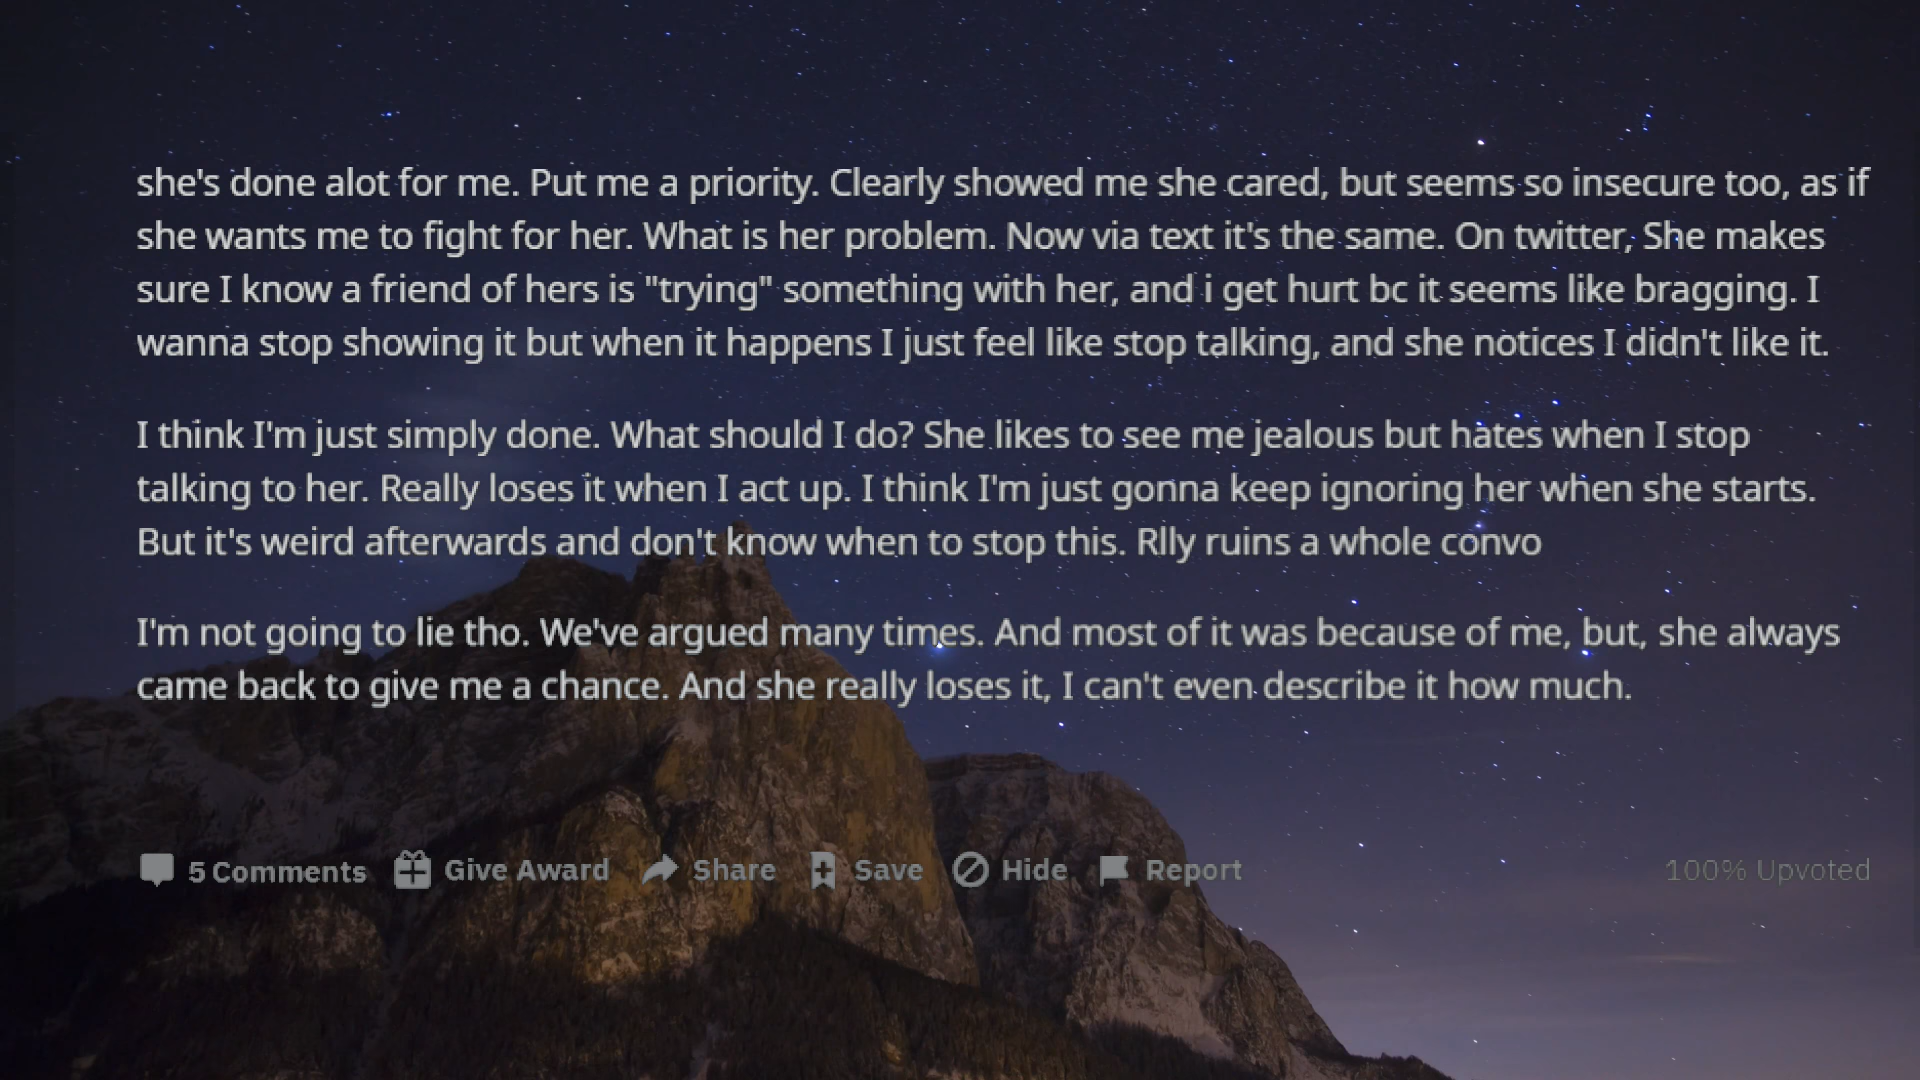 she's done alot for me. Put me a priority. Clearly showed me she cared, but seems so insecure too, as if
she wants me to fight for her. What is her problem. Now via text it's the same. On twitter, She makes
sure I know a friend of hers is "trying" something with her, and i get hurt bc it seems like bragging. I
wanna stop showing it but when it happens I just feel like stop talking, and she notices I didn't like it.
I think I'm just simply done. What should I do? She likes to see me jealous but hates when I stop
talking to her. Really loses it when I act up. I think I'm just gonna keep ignoring her when she starts.
But it's weird afterwards and don't know when to stop this. Rlly ruins a whole convo
I'm not going to lie tho. We've argued many times. And most of it was because of me, but, she always
came back to give me a chance. And she really loses it, I can't even describe it how much.
5 Comments Give Award Share Save Hide Report 100% Upvoted